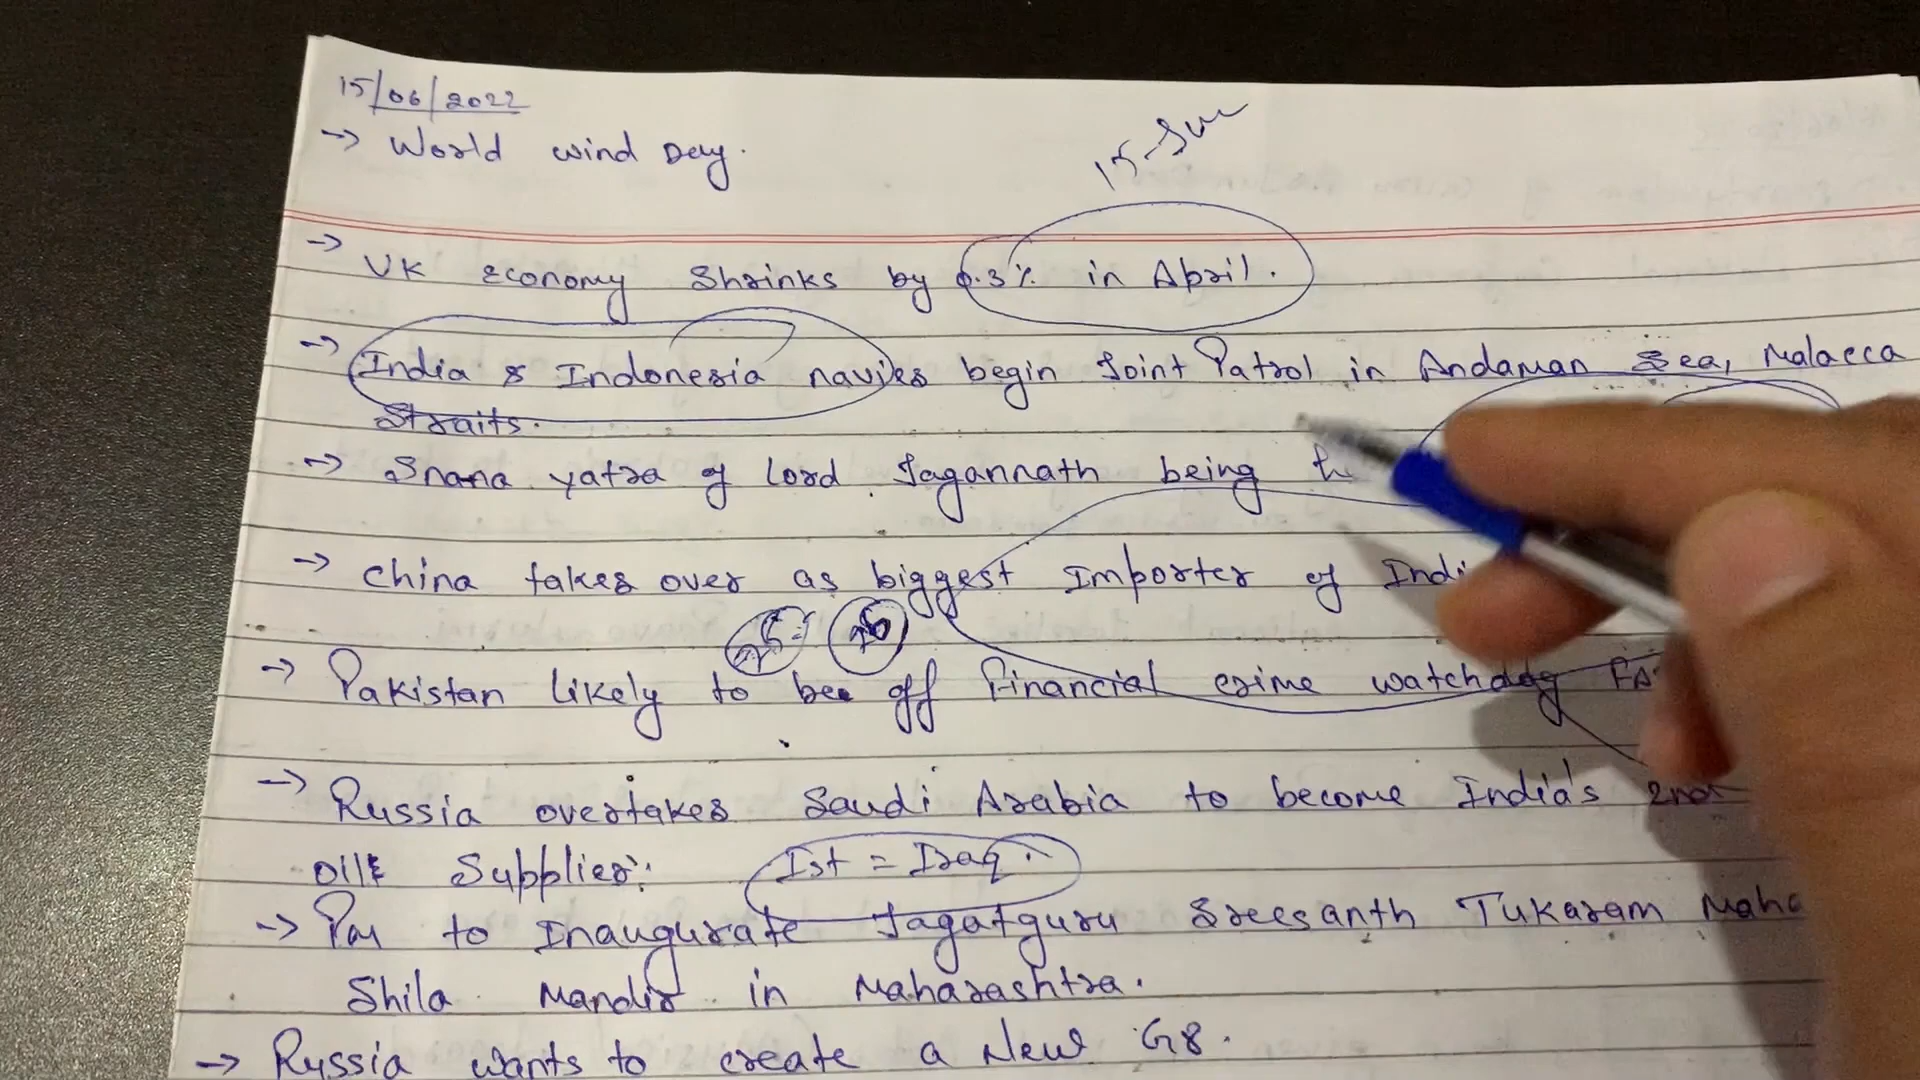 15/06/2022
→ World wind Day.
15-June
→ UK Economy Shrinks by 0.3% in April.
→ India & Indonesia navies begin Joint Patrol in Andaman Sea, Malacca
Straits.
→ Snana yatra of Lord Jagannath being
→ China takes over as biggest Importer of
→ Pakistan likely to bee off financial crime watchdog
→ Russia overtakes Saudi Arabia to become India's 2nd
Oil Supplier.
Ist = Iraq.
→ PM to Inaugurate Jagatguru Sreesanth Tukaram
Shila Mandir in Maharashtra.
→ Russia wants to create a New G8.